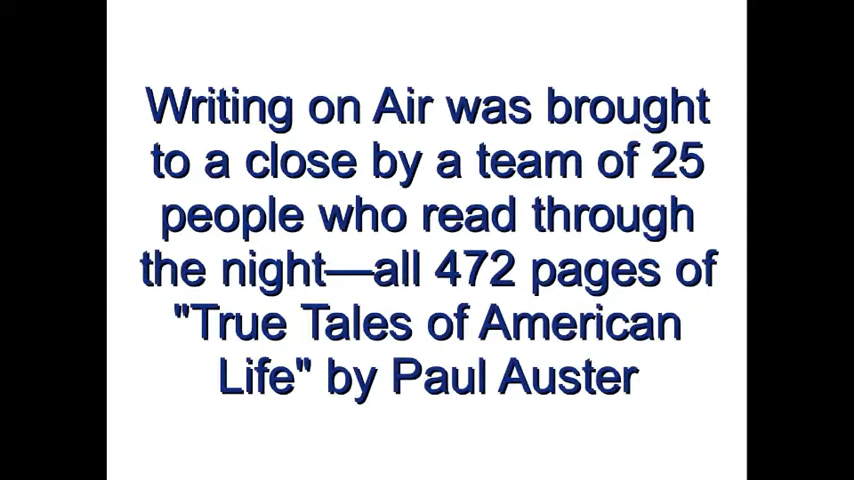 Writing on Air was brought
to a close by a team of 25
people who read through
the night—all 472 pages of
"True Tales of American
Life" by Paul Auster